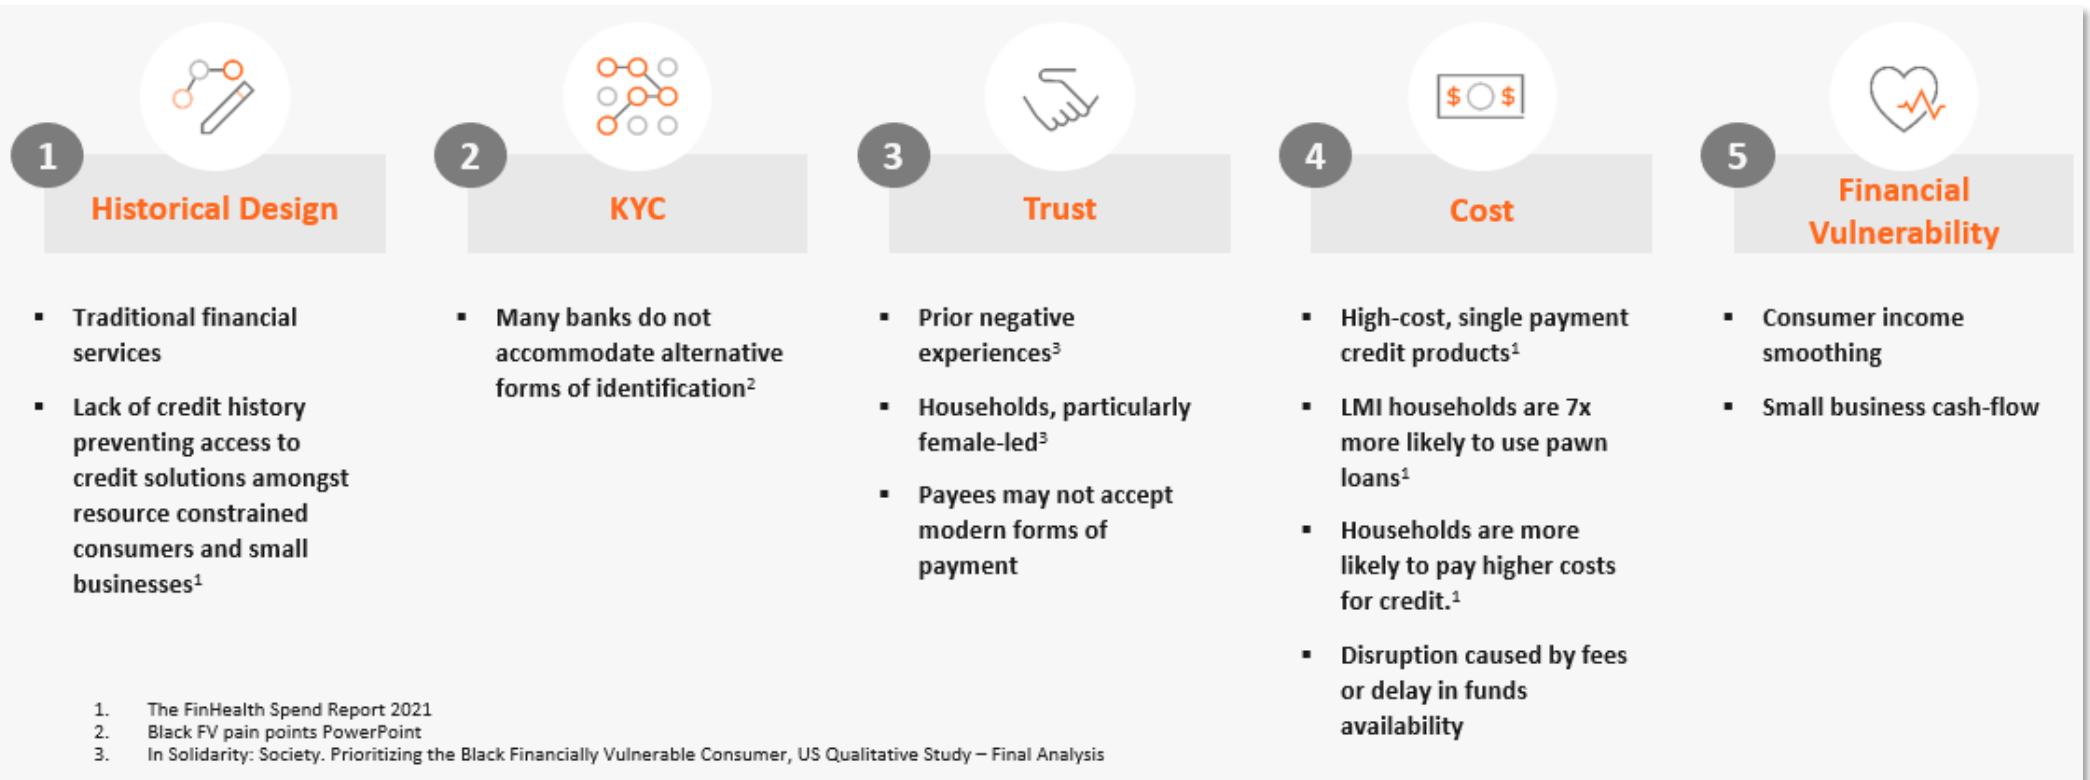 1
Historical Design
▪ Traditional financial
services
▪ Lack of credit history
preventing access to
credit solutions amongst
resource constrained
consumers and small
businesses¹
2
KYC
▪ Many banks do not
accommodate alternative
forms of identification²
3
Trust
▪ Prior negative
experiences³
▪ Households, particularly
female-led³
▪ Payees may not accept
modern forms of
payment
4
$ $
Cost
▪ High-cost, single payment
credit products¹
▪ LMI households are 7x
more likely to use pawn
loans¹
▪ Households are more
likely to pay higher costs
for credit.¹
▪ Disruption caused by fees
or delay in funds
availability
5
Financial
Vulnerability
▪ Consumer income
smoothing
▪ Small business cash-flow
1. The FinHealth Spend Report 2021
2. Black FV pain points PowerPoint
3. In Solidarity: Society. Prioritizing the Black Financially Vulnerable Consumer, US Qualitative Study – Final Analysis